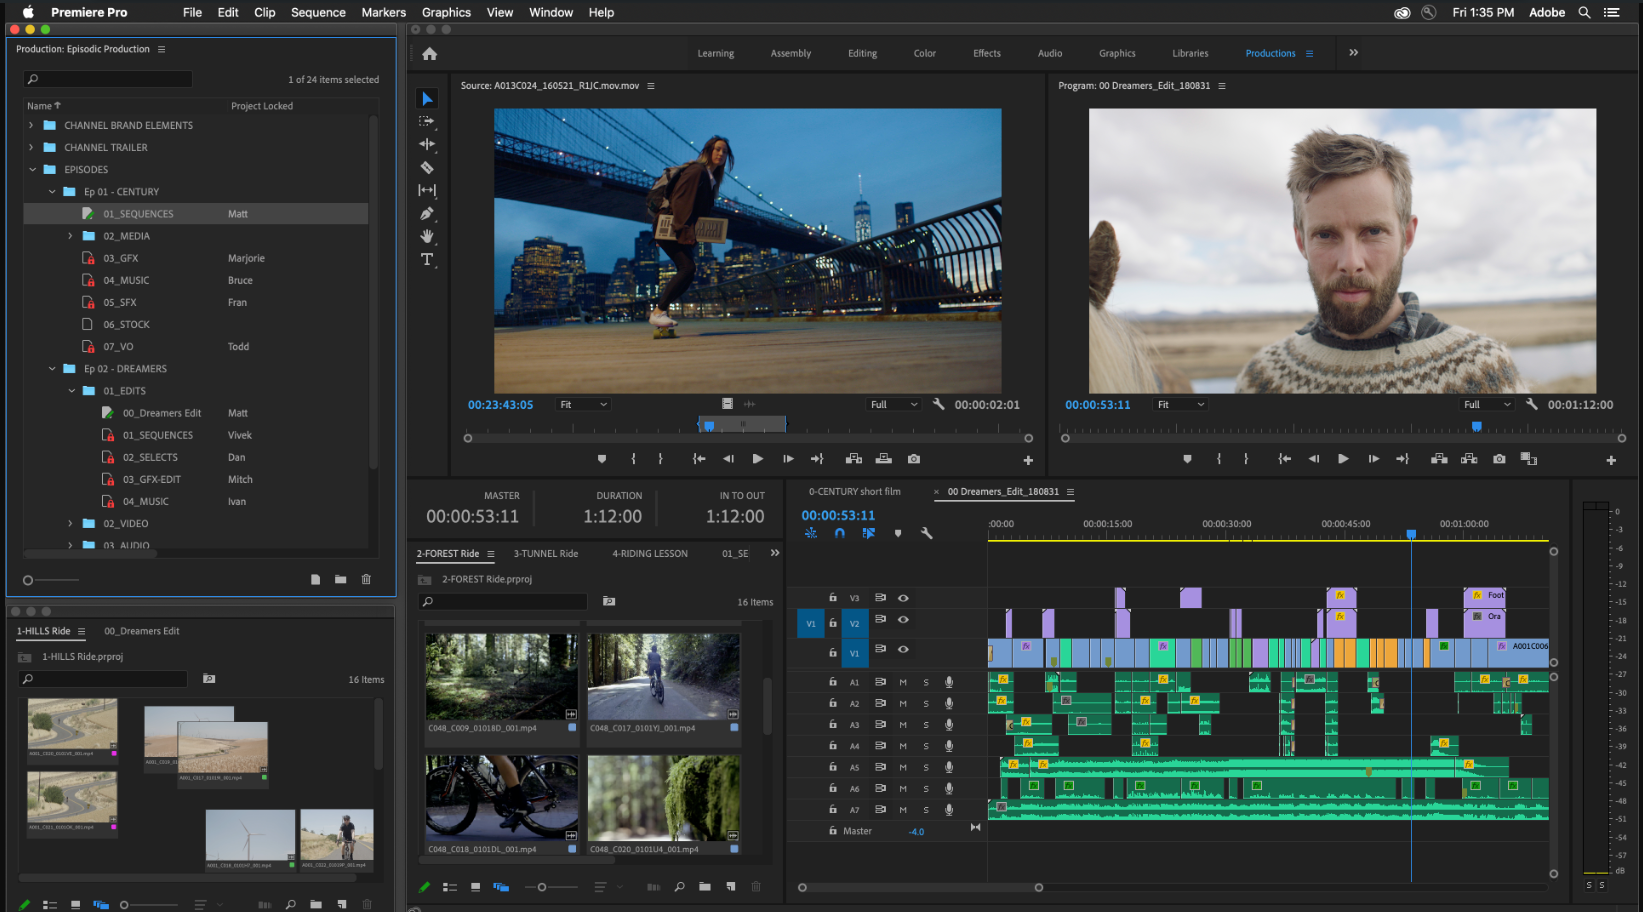 Premiere Pro File Edit Clip Sequence Markers Graphics View Window Help Fri 1:35 PM Adobe
Production: Episodic Production
1 of 24 items selected
Name Project Locked
CHANNEL BRAND ELEMENTS
CHANNEL TRAILER
EPISODES
Ep 01 - CENTURY
01_SEQUENCES Matt
02_MEDIA
03_GFX Marjorie
04_MUSIC Bruce
05_SFX Fran
06_STOCK
07_VO Todd
Ep 02 - DREAMERS
01_EDITS
00_Dreamers Edit Matt
01_SEQUENCES Vivek
02_SELECTS Dan
03_GFX-EDIT Mitch
04_MUSIC Ivan
02_VIDEO
03_AUDIO
1-HILLS Ride 00_Dreamers Edit
1-HILLS Ride.prproj
16 Items
Learning Assembly Editing Color Effects Audio Graphics Libraries Productions
Source: A013C024_160521_R1JC.mov.mov
00:23:43:05 Fit Full 00:00:02:01
Program: 00 Dreamers_Edit_180831
00:00:53:11 Fit Full 00:01:12:00
MASTER DURATION IN TO OUT
00:00:53:11 1:12:00 1:12:00
2-FOREST Ride 3-TUNNEL Ride 4-RIDING LESSON 01_SE
2-FOREST Ride.prproj
16 Items
C048_C009_01018D_001.mp4 C048_C017_0101YJ_001.mp4
C048_C018_0101DL_001.mp4 C048_C020_0101U4_001.mp4
0-CENTURY short film × 00 Dreamers_Edit_180831
00:00:53:11
:00:00 00:00:15:00 00:00:30:00 00:00:45:00 00:01:00:00
V3 fx fx Foot
V1 V2 fx fx Ora
V1 fx fx fx fx A001C006
A1 M S
A2 M S
A3 M S
A4 M S
A5 M S
A6 M S
A7 M S
Master -4.0
0
-3
-6
-9
-12
-15
-18
-21
-24
-27
-30
-33
-36
-39
-42
-45
-48
-51
-54
-57
dB
S S